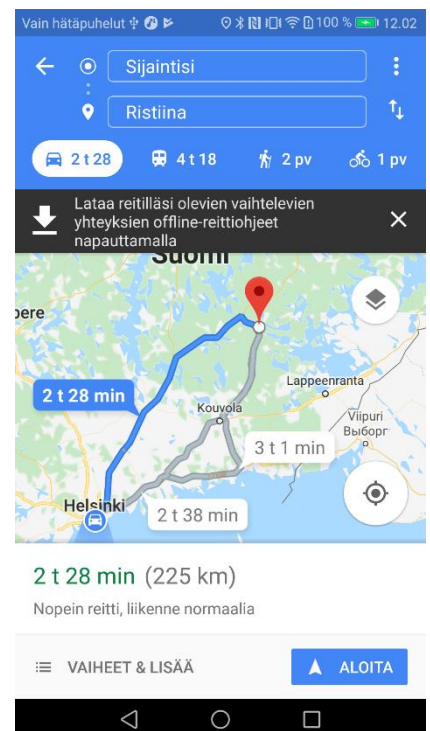 Vain hätäpuhelut 100 % 12.02
Sijaintisi
Ristiina
2 t 28 4 t 18 2 pv 1 pv
Lataa reitilläsi olevien vaihtelevien
yhteyksien offline-reittiohjeet
napauttamalla
Suomi
pere
2 t 28 min
Lappeenranta
Kouvola
Viipuri
Выборг
3 t 1 min
Helsinki
2 t 38 min
2 t 28 min (225 km)
Nopein reitti, liikenne normaalia
VAIHEET & LISÄÄ ALOITA